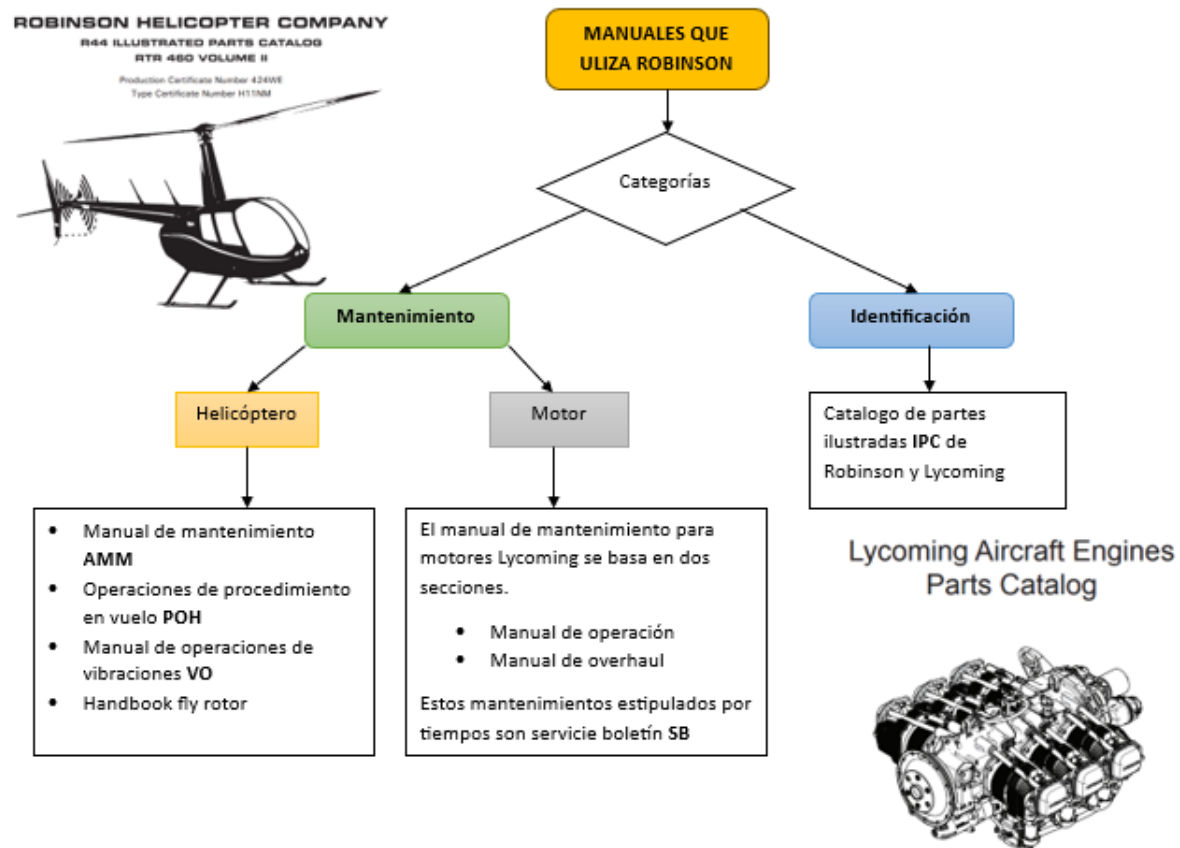 ROBINSON HELICOPTER COMPANY
R44 ILLUSTRATED PARTS CATALOG
RTR 460 VOLUME II
Production Certificate Number 424WE
Type Certificate Number H11NM
MANUALES QUE
ULIZA ROBINSON
Categorías
Mantenimiento
Identificación
Helicóptero
Motor
Catalogo de partes
ilustradas IPC de
Robinson y Lycoming
• Manual de mantenimiento
AMM
• Operaciones de procedimiento
en vuelo POH
• Manual de operaciones de
vibraciones VO
• Handbook fly rotor
El manual de mantenimiento para
motores Lycoming se basa en dos
secciones.
• Manual de operación
• Manual de overhaul
Estos mantenimientos estipulados por
tiempos son servicie boletín SB
Lycoming Aircraft Engines
Parts Catalog